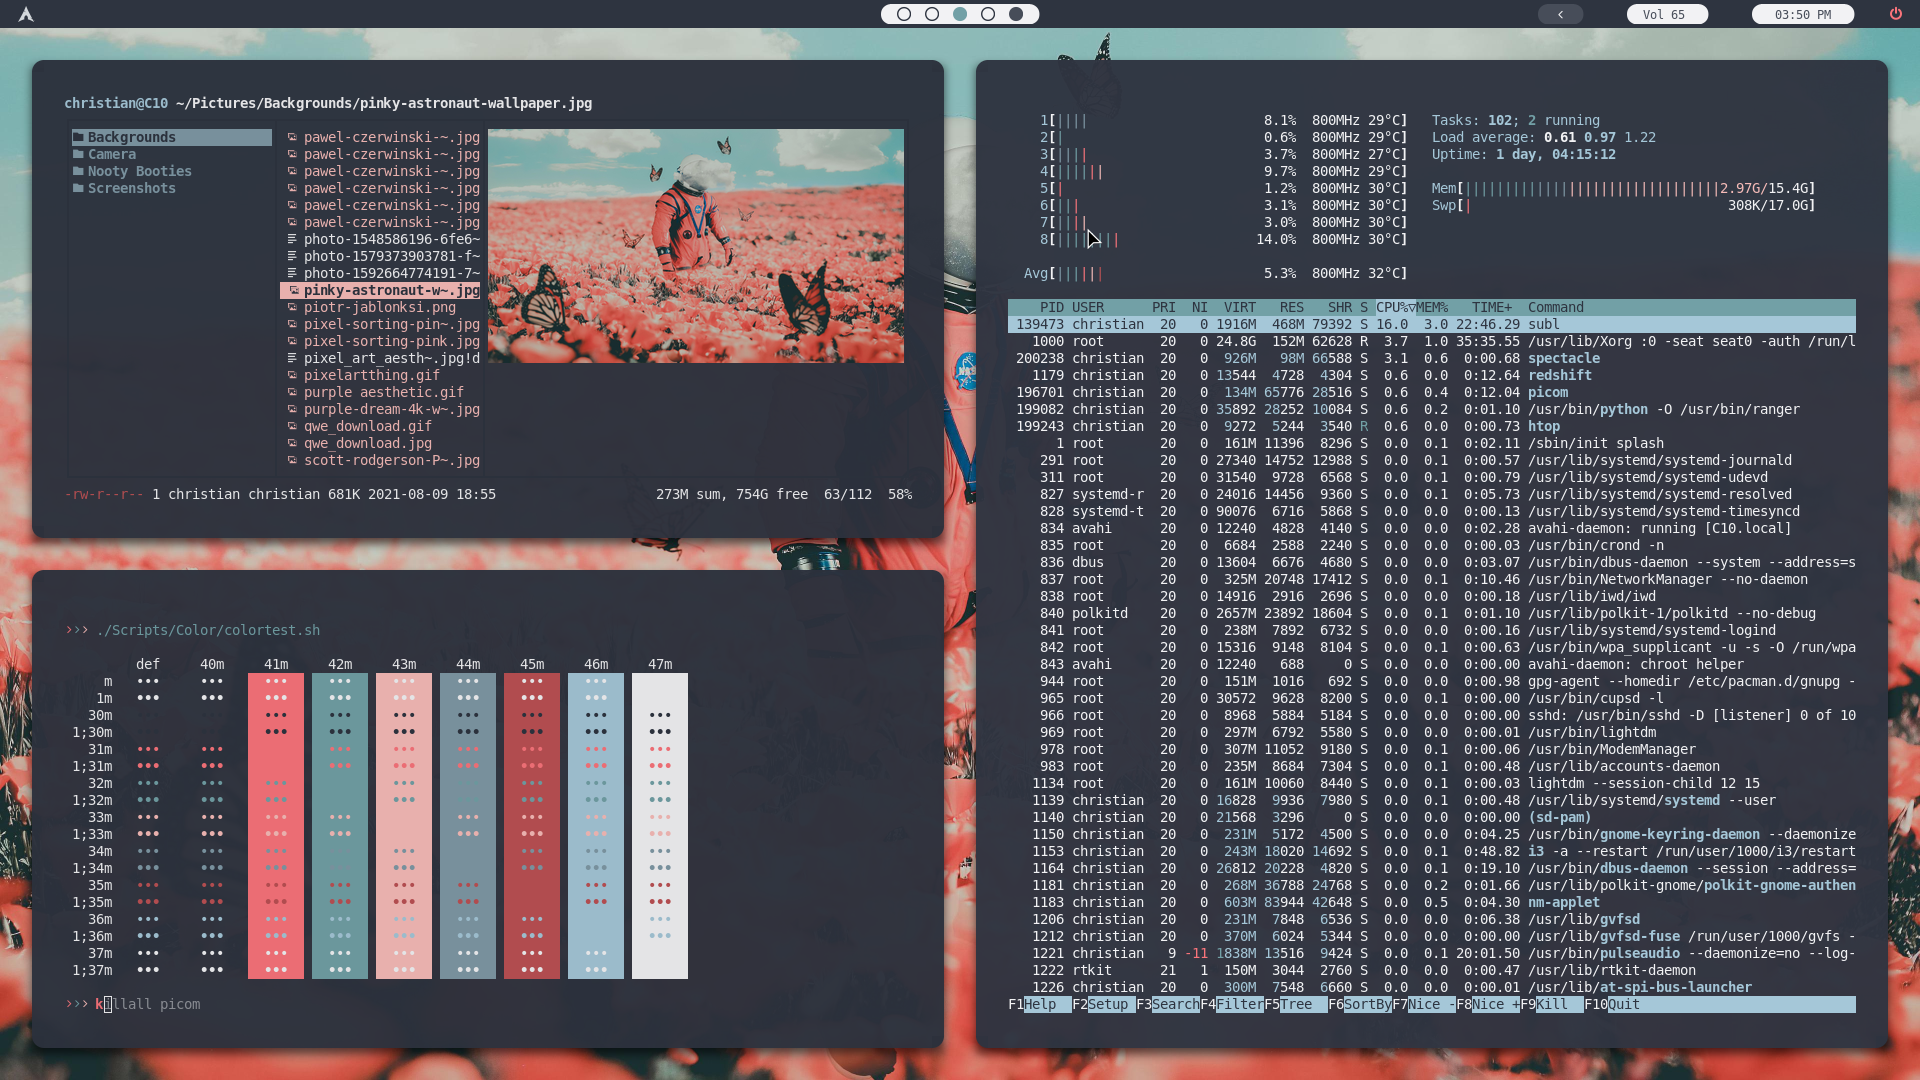 Vol 65
03:50 PM
christian@C10 ~/Pictures/Backgrounds/pinky-astronaut-wallpaper.jpg
Backgrounds
Camera
Nooty Booties
Screenshots
pawel-czerwinski-~.jpg
pawel-czerwinski-~.jpg
pawel-czerwinski-~.jpg
pawel-czerwinski-~.jpg
pawel-czerwinski-~.jpg
pawel-czerwinski-~.jpg
photo-1548586196-6fe6~
photo-1579373903781-f~
photo-1592664774191-7~
pinky-astronaut-w~.jpg
piotr-jablonksi.png
pixel-sorting-pin~.jpg
pixel-sorting-pink.jpg
pixel_art_aesth~.jpg!d
pixelartthing.gif
purple aesthetic.gif
purple-dream-4k-w~.jpg
qwe_download.gif
qwe_download.jpg
scott-rodgerson-P~.jpg
-rw-r--r-- 1 christian christian 681K 2021-08-09 18:55 273M sum, 754G free 63/112 58%
>>> ./Scripts/Color/colortest.sh
def 40m 41m 42m 43m 44m 45m 46m 47m
m
1m
30m
1;30m
31m
1;31m
32m
1;32m
33m
1;33m
34m
1;34m
35m
1;35m
36m
1;36m
37m
1;37m
>>> killall picom
1[|||| 8.1% 800MHz 29°C]
2[| 0.6% 800MHz 29°C]
3[|||| 3.7% 800MHz 27°C]
4[|||||| 9.7% 800MHz 29°C]
5[| 1.2% 800MHz 30°C]
6[||| 3.1% 800MHz 30°C]
7[|||| 3.0% 800MHz 30°C]
8[|||||||| 14.0% 800MHz 30°C]
Avg[|||||| 5.3% 800MHz 32°C]
Tasks: 102; 2 running
Load average: 0.61 0.97 1.22
Uptime: 1 day, 04:15:12
Mem[||||||||||||||||||||||||||||||||2.97G/15.4G]
Swp[| 308K/17.0G]
PID USER PRI NI VIRT RES SHR S CPU%▽MEM% TIME+ Command
139473 christian 20 0 1916M 468M 79392 S 16.0 3.0 22:46.29 subl
1000 root 20 0 24.8G 152M 62628 R 3.7 1.0 35:35.55 /usr/lib/Xorg :0 -seat seat0 -auth /run/l
200238 christian 20 0 926M 98M 66588 S 3.1 0.6 0:00.68 spectacle
1179 christian 20 0 13544 4728 4304 S 0.6 0.0 0:12.64 redshift
196701 christian 20 0 134M 65776 28516 S 0.6 0.4 0:12.04 picom
199082 christian 20 0 35892 28252 10084 S 0.6 0.2 0:01.10 /usr/bin/python -O /usr/bin/ranger
199243 christian 20 0 9272 5244 3540 R 0.6 0.0 0:00.73 htop
1 root 20 0 161M 11396 8296 S 0.0 0.1 0:02.11 /sbin/init splash
291 root 20 0 27340 14752 12988 S 0.0 0.1 0:00.57 /usr/lib/systemd/systemd-journald
311 root 20 0 31540 9728 6568 S 0.0 0.1 0:00.79 /usr/lib/systemd/systemd-udevd
827 systemd-r 20 0 24016 14456 9360 S 0.0 0.1 0:05.73 /usr/lib/systemd/systemd-resolved
828 systemd-t 20 0 90076 6716 5868 S 0.0 0.0 0:00.13 /usr/lib/systemd/systemd-timesyncd
834 avahi 20 0 12240 4828 4140 S 0.0 0.0 0:02.28 avahi-daemon: running [C10.local]
835 root 20 0 6684 2588 2240 S 0.0 0.0 0:00.03 /usr/bin/crond -n
836 dbus 20 0 13604 6676 4680 S 0.0 0.0 0:03.07 /usr/bin/dbus-daemon --system --address=s
837 root 20 0 325M 20748 17412 S 0.0 0.1 0:10.46 /usr/bin/NetworkManager --no-daemon
838 root 20 0 14916 2916 2696 S 0.0 0.0 0:00.18 /usr/lib/iwd/iwd
840 polkitd 20 0 2657M 23892 18604 S 0.0 0.1 0:01.10 /usr/lib/polkit-1/polkitd --no-debug
841 root 20 0 238M 7892 6732 S 0.0 0.0 0:00.16 /usr/lib/systemd/systemd-logind
842 root 20 0 15316 9148 8104 S 0.0 0.1 0:00.63 /usr/bin/wpa_supplicant -u -s -O /run/wpa
843 avahi 20 0 12240 688 0 S 0.0 0.0 0:00.00 avahi-daemon: chroot helper
944 root 20 0 151M 1016 692 S 0.0 0.0 0:00.98 gpg-agent --homedir /etc/pacman.d/gnupg -
965 root 20 0 30572 9628 8200 S 0.0 0.1 0:00.00 /usr/bin/cupsd -l
966 root 20 0 8968 5884 5184 S 0.0 0.0 0:00.00 sshd: /usr/bin/sshd -D [listener] 0 of 10
969 root 20 0 297M 6792 5580 S 0.0 0.0 0:00.01 /usr/bin/lightdm
978 root 20 0 307M 11052 9180 S 0.0 0.1 0:00.06 /usr/bin/ModemManager
983 root 20 0 235M 8684 7304 S 0.0 0.1 0:00.48 /usr/lib/accounts-daemon
1134 root 20 0 161M 10060 8440 S 0.0 0.1 0:00.03 lightdm --session-child 12 15
1139 christian 20 0 16828 9936 7980 S 0.0 0.1 0:00.48 /usr/lib/systemd/systemd --user
1140 christian 20 0 21568 3296 0 S 0.0 0.0 0:00.00 (sd-pam)
1150 christian 20 0 231M 5172 4500 S 0.0 0.0 0:04.25 /usr/bin/gnome-keyring-daemon --daemonize
1153 christian 20 0 243M 18020 14692 S 0.0 0.1 0:48.82 i3 -a --restart /run/user/1000/i3/restart
1164 christian 20 0 26812 20228 4820 S 0.0 0.1 0:19.10 /usr/bin/dbus-daemon --session --address=
1181 christian 20 0 268M 36788 24768 S 0.0 0.2 0:01.66 /usr/lib/polkit-gnome/polkit-gnome-authen
1183 christian 20 0 603M 83944 42648 S 0.0 0.5 0:04.30 nm-applet
1206 christian 20 0 231M 7848 6536 S 0.0 0.0 0:06.38 /usr/lib/gvfsd
1212 christian 20 0 370M 6024 5344 S 0.0 0.0 0:00.00 /usr/lib/gvfsd-fuse /run/user/1000/gvfs -
1221 christian 9 -11 1838M 13516 9424 S 0.0 0.1 20:01.50 /usr/bin/pulseaudio --daemonize=no --log-
1222 rtkit 21 1 150M 3044 2760 S 0.0 0.0 0:00.47 /usr/lib/rtkit-daemon
1226 christian 20 0 300M 7548 6660 S 0.0 0.0 0:00.01 /usr/lib/at-spi-bus-launcher
F1Help F2Setup F3SearchF4FilterF5Tree F6SortByF7Nice -F8Nice +F9Kill F10Quit